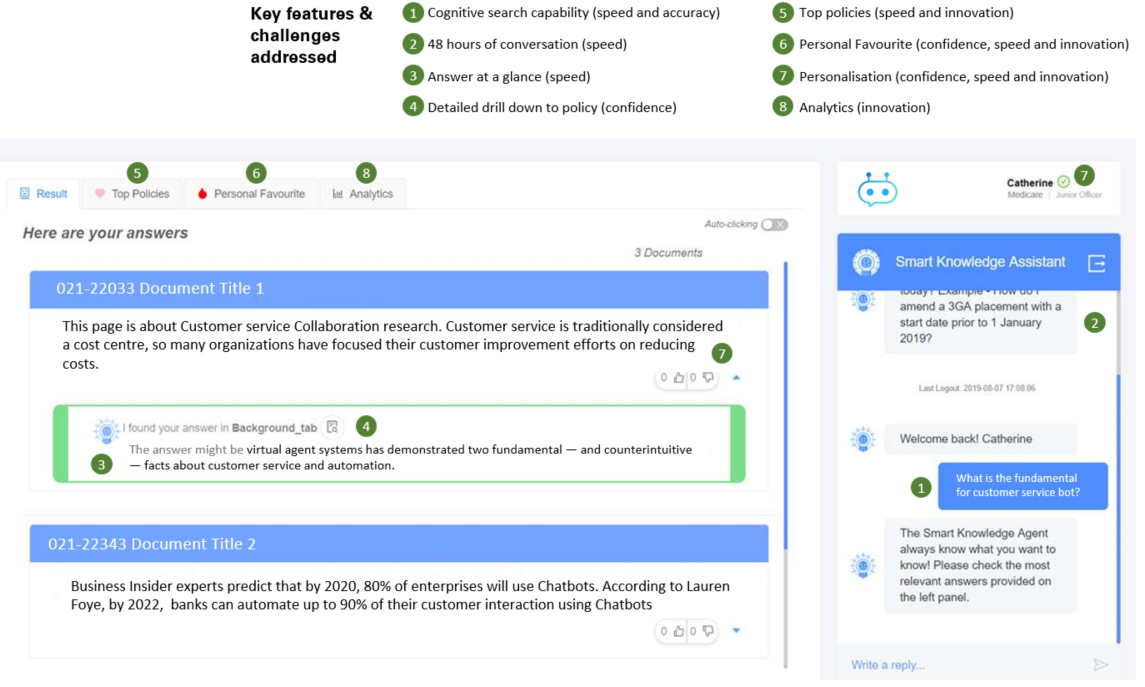 Key features &
challenges
addressed
1 Cognitive search capability (speed and accuracy)
2 48 hours of conversation (speed)
3 Answer at a glance (speed)
4 Detailed drill down to policy (confidence)
5 Top policies (speed and innovation)
6 Personal Favourite (confidence, speed and innovation)
7 Personalisation (confidence, speed and innovation)
8 Analytics (innovation)
5 6 8
Result Top Policies Personal Favourite Analytics
Here are your answers
Auto-clicking
3 Documents
021-22033 Document Title 1
This page is about Customer service Collaboration research. Customer service is traditionally considered
a cost centre, so many organizations have focused their customer improvement efforts on reducing
costs.
7
0 0
I found your answer in Background_tab 4
The answer might be virtual agent systems has demonstrated two fundamental — and counterintuitive
3 — facts about customer service and automation.
021-22343 Document Title 2
Business Insider experts predict that by 2020, 80% of enterprises will use Chatbots. According to Lauren
Foye, by 2022, banks can automate up to 90% of their customer interaction using Chatbots
0 0
Catherine 7
Medicare | Junior Officer
Smart Knowledge Assistant
today? Example - How do I
amend a 3GA placement with a
start date prior to 1 January
2019?
2
Last Logout: 2019-08-07 17:08:06
Welcome back! Catherine
1
What is the fundamental
for customer service bot?
The Smart Knowledge Agent
always know what you want to
know! Please check the most
relevant answers provided on
the left panel.
Write a reply...